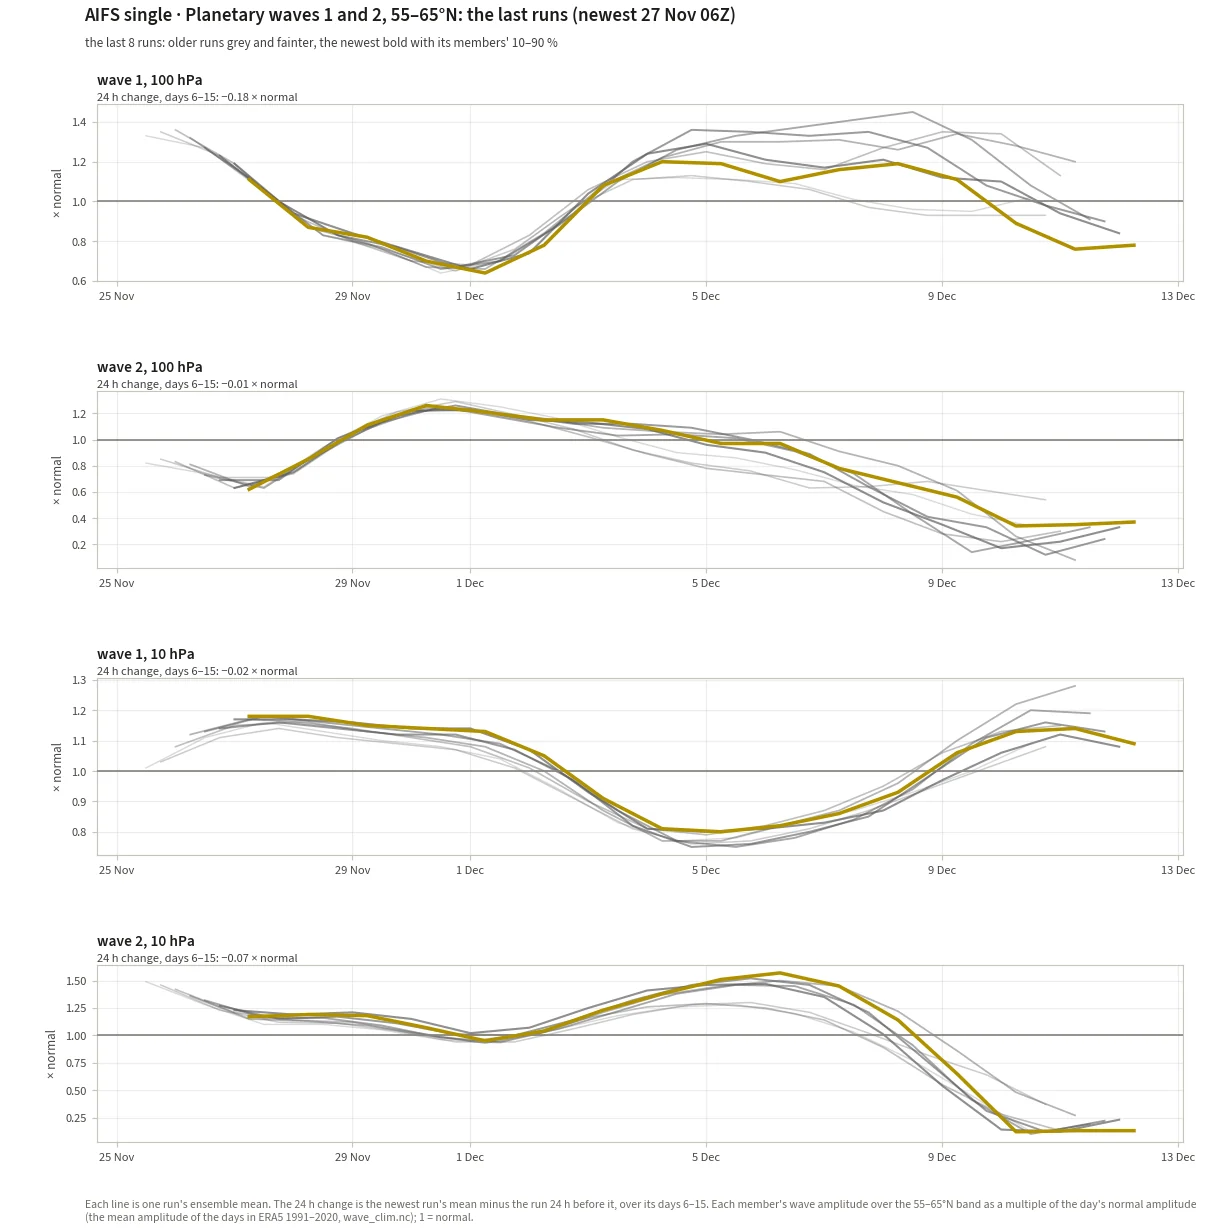 AIFS single · Planetary waves 1 and 2, 55–65°N: the last runs (newest 27 Nov 06Z)
the last 8 runs: older runs grey and fainter, the newest bold with its members' 10–90 %
wave 1, 100 hPa
24 h change, days 6–15: −0.18 × normal
× normal
1.4
1.2
1.0
0.8
0.6
25 Nov
29 Nov
1 Dec
5 Dec
9 Dec
13 Dec
wave 2, 100 hPa
24 h change, days 6–15: −0.01 × normal
× normal
1.2
1.0
0.8
0.6
0.4
0.2
25 Nov
29 Nov
1 Dec
5 Dec
9 Dec
13 Dec
wave 1, 10 hPa
24 h change, days 6–15: −0.02 × normal
× normal
1.3
1.2
1.1
1.0
0.9
0.8
25 Nov
29 Nov
1 Dec
5 Dec
9 Dec
13 Dec
wave 2, 10 hPa
24 h change, days 6–15: −0.07 × normal
× normal
1.50
1.25
1.00
0.75
0.50
0.25
25 Nov
29 Nov
1 Dec
5 Dec
9 Dec
13 Dec
Each line is one run's ensemble mean. The 24 h change is the newest run's mean minus the run 24 h before it, over its days 6–15. Each member's wave amplitude over the 55–65°N band as a multiple of the day's normal amplitude
(the mean amplitude of the days in ERA5 1991–2020, wave_clim.nc); 1 = normal.